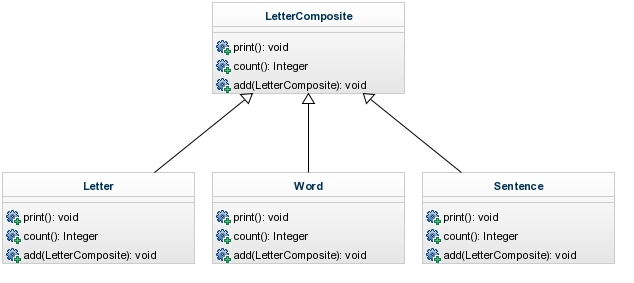 LetterComposite
print(): void
count(): Integer
add(LetterComposite): void
Letter
print(): void
count(): Integer
add(LetterComposite): void
Word
print(): void
count(): Integer
add(LetterComposite): void
Sentence
print(): void
count(): Integer
add(LetterComposite): void